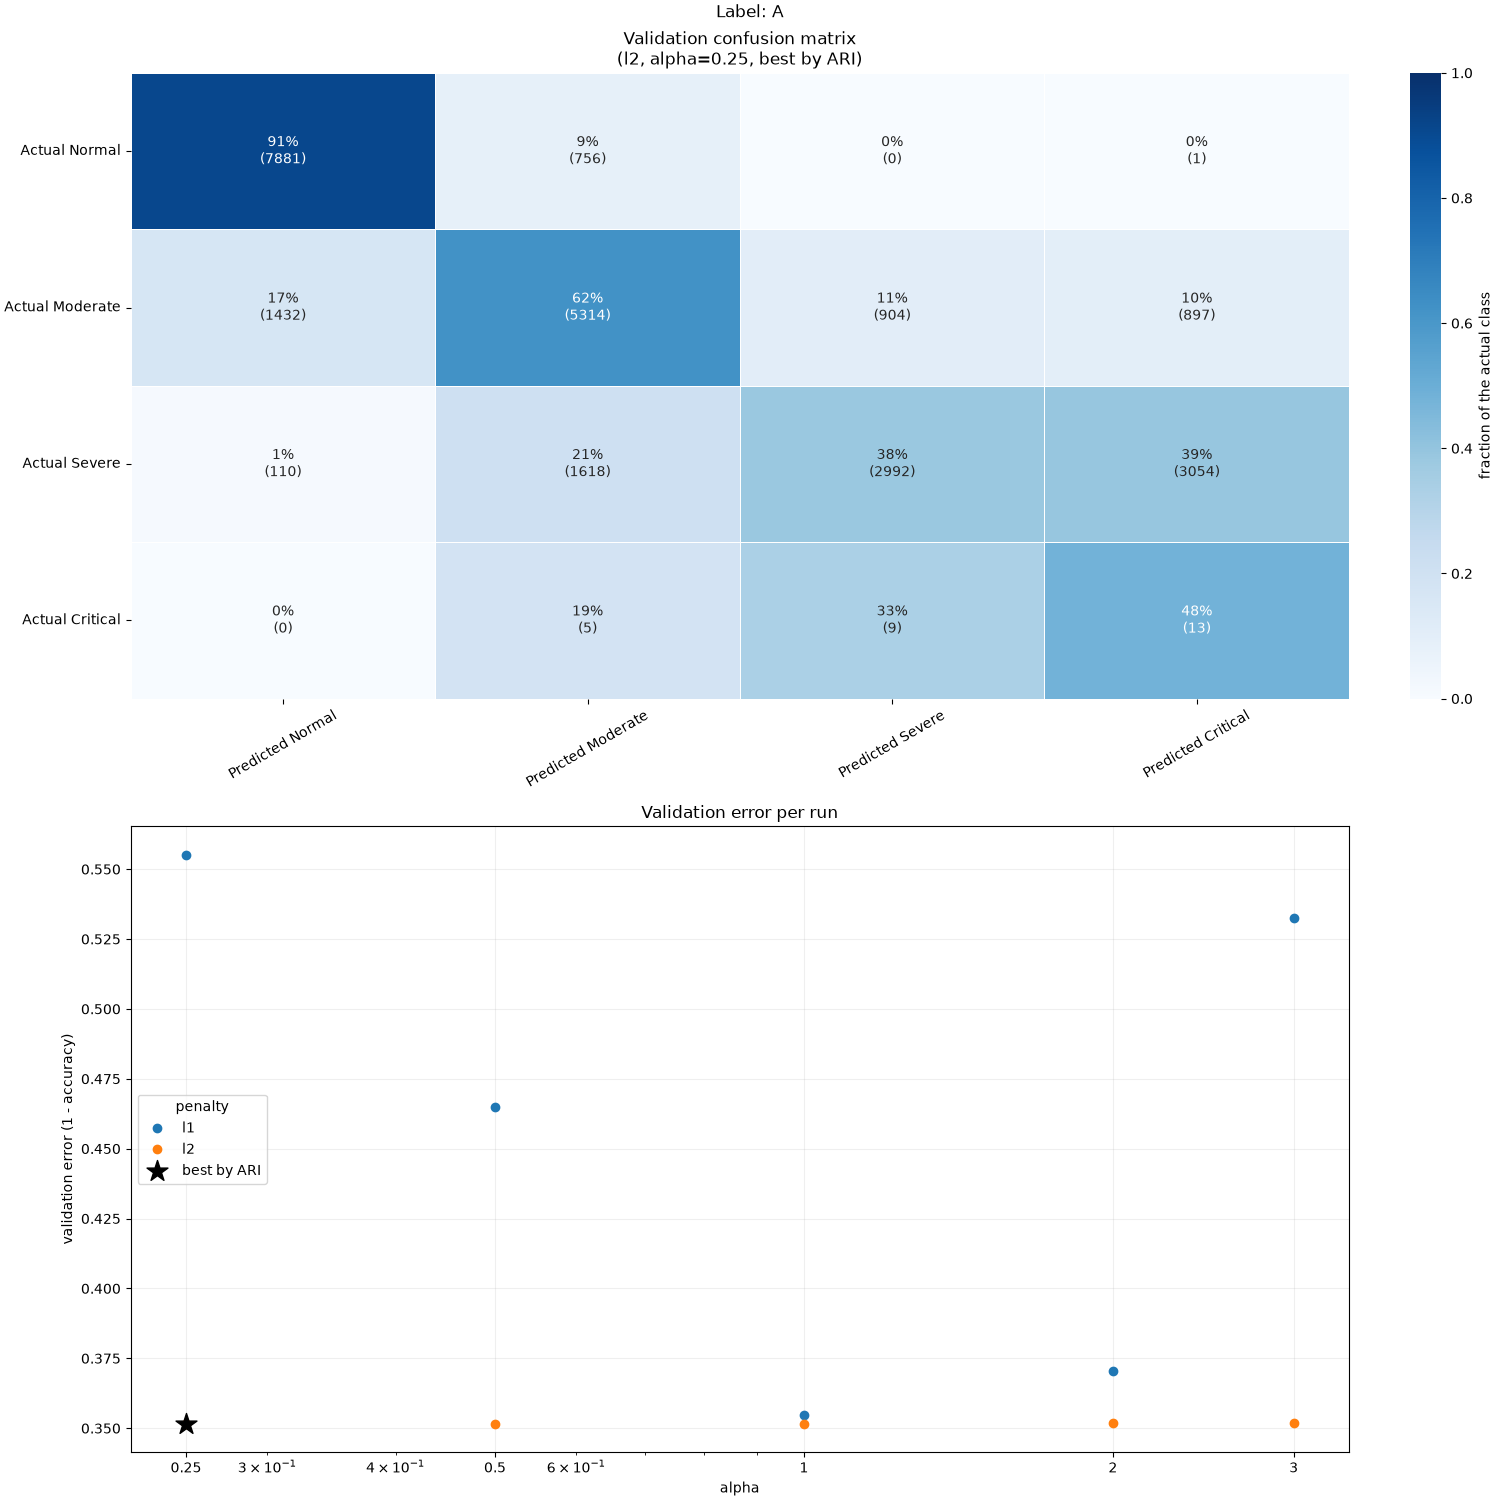 Label: A
Validation confusion matrix
(l2, alpha=0.25, best by ARI)
Actual Normal
91%
(7881)
9%
(756)
0%
(0)
0%
(1)
Actual Moderate
17%
(1432)
62%
(5314)
11%
(904)
10%
(897)
Actual Severe
1%
(110)
21%
(1618)
38%
(2992)
39%
(3054)
Actual Critical
0%
(0)
19%
(5)
33%
(9)
48%
(13)
Predicted Normal
Predicted Moderate
Predicted Severe
Predicted Critical
1.0
0.8
0.6
0.4
0.2
0.0
fraction of the actual class
Validation error per run
validation error (1 - accuracy)
0.550
0.525
0.500
0.475
0.450
0.425
0.400
0.375
0.350
penalty
l1
l2
best by ARI
0.25
3 × 10⁻¹
4 × 10⁻¹
0.5
6 × 10⁻¹
1
2
3
alpha